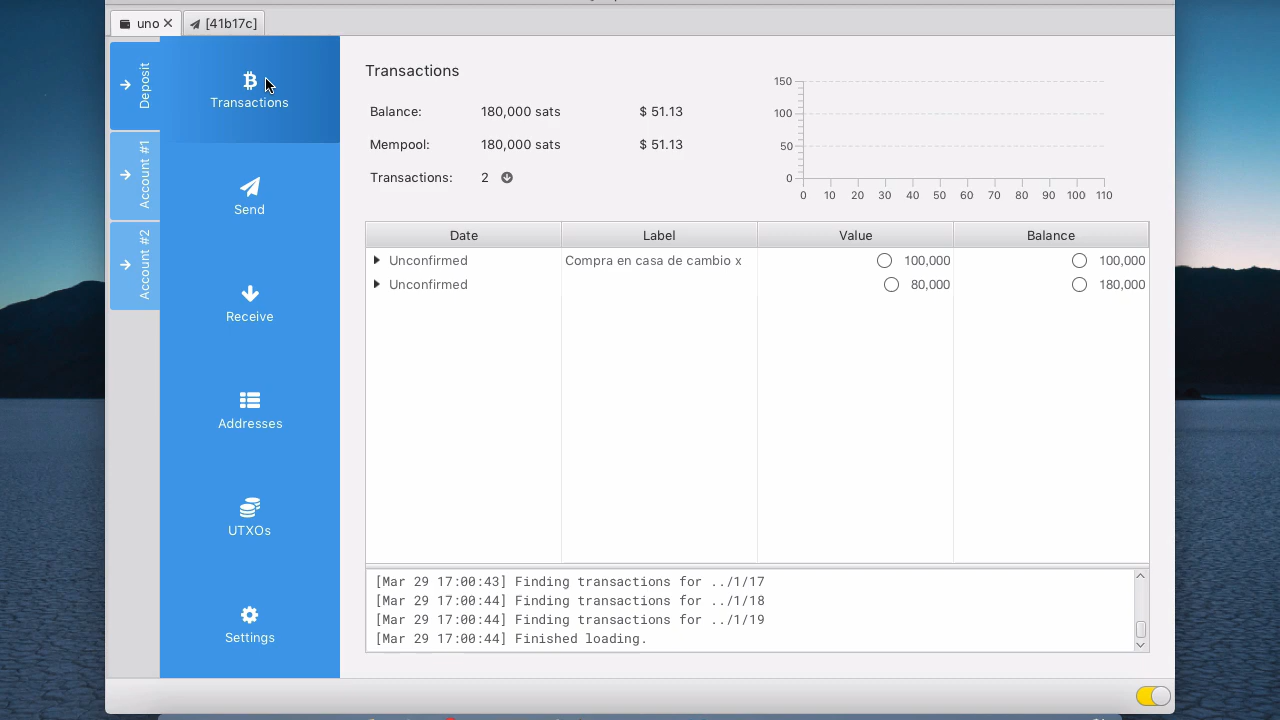 uno
[41b17c]
Deposit
Account #1
Account #2
Transactions
Send
Receive
Addresses
UTXOs
Settings
Transactions
Balance: 180,000 sats $ 51.13
Mempool: 180,000 sats $ 51.13
Transactions: 2
150
100
50
0
0 10 20 30 40 50 60 70 80 90 100 110
Date Label Value Balance
Unconfirmed Compra en casa de cambio x 100,000 100,000
Unconfirmed 80,000 180,000
[Mar 29 17:00:43] Finding transactions for ../1/17
[Mar 29 17:00:44] Finding transactions for ../1/18
[Mar 29 17:00:44] Finding transactions for ../1/19
[Mar 29 17:00:44] Finished loading.